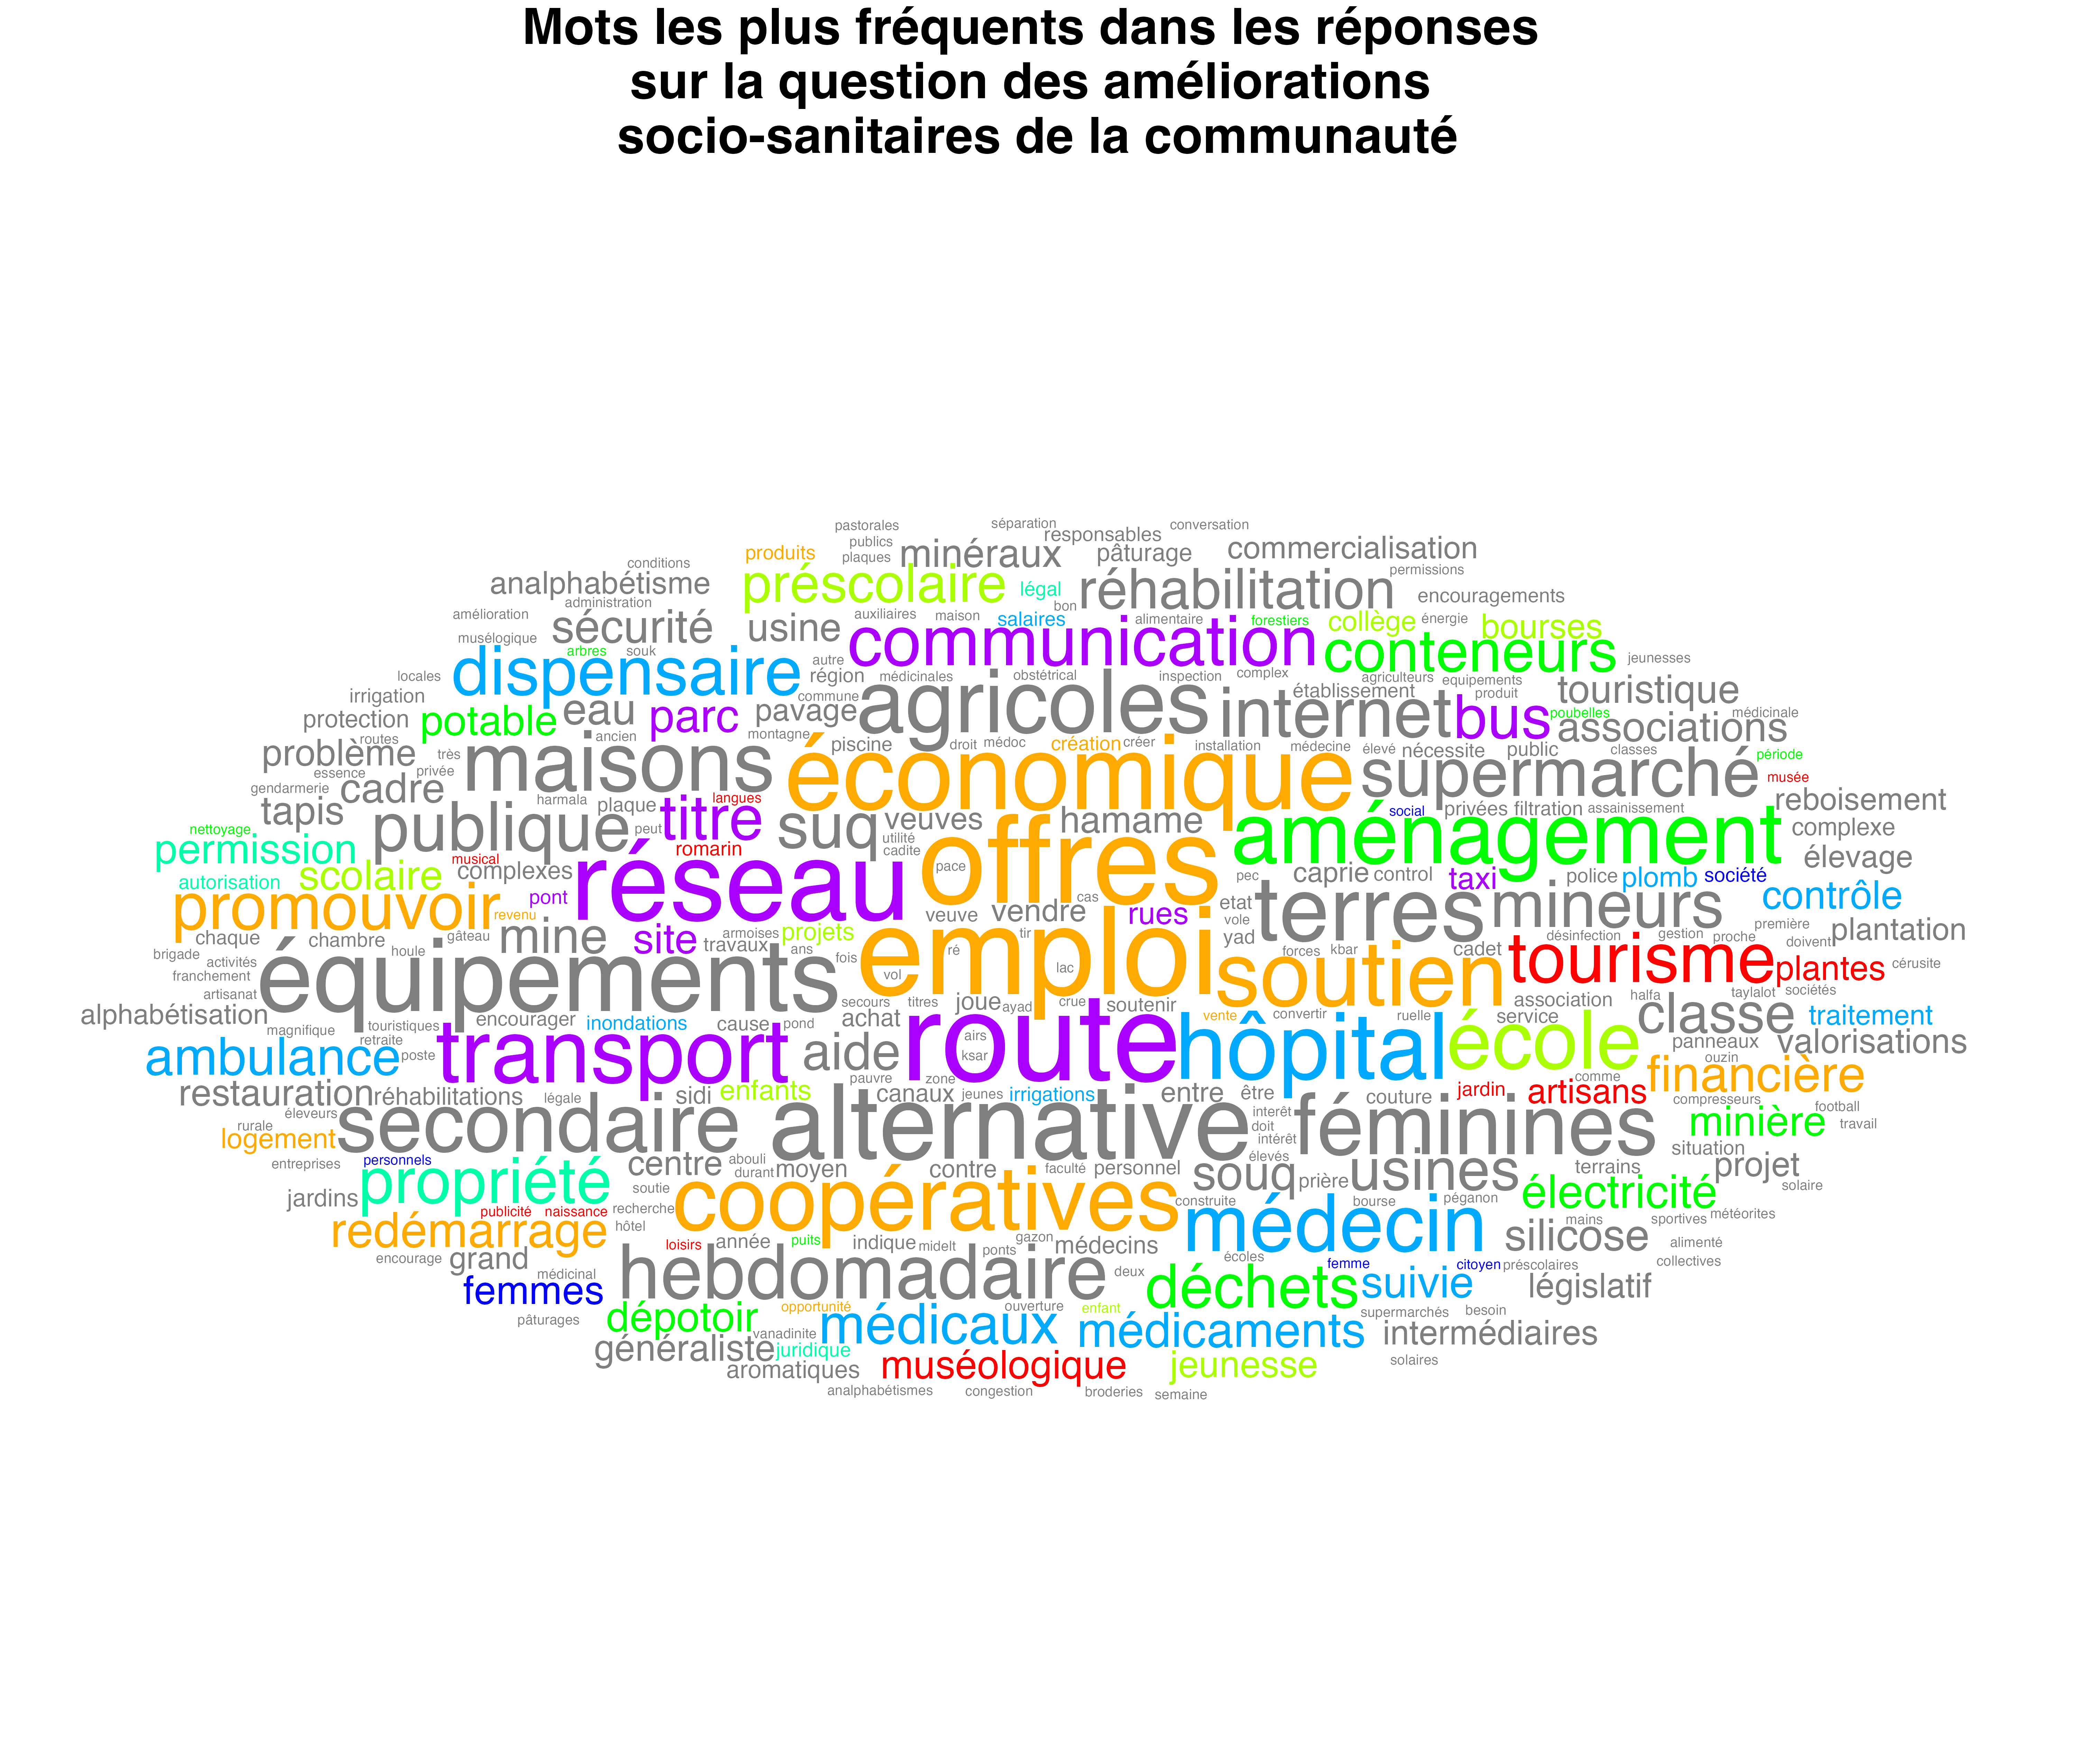 Mots les plus fréquents dans les réponses
sur la question des améliorations
socio-sanitaires de la communauté
pastorales séparation conversation
publics responsables
produits plaques minéraux pâturage commercialisation
conditions
analphabétisme préscolaire légal réhabilitation permissions
administration bon encouragements
amélioration sécurité usine auxiliaires maison salaires alimentaire forestiers collège énergie bourses
musélogique arbres souk communication conteneurs jeunesses
locales dispensaire autre région médicinales obstétrical inspection complex agriculteurs equipements
irrigation commune agricoles établissement produit touristique
protection potable eau parc pavage internet bus poubelles associations médicinale
routes ancien montagne
problème très maisons piscine droit médoc création créer installation médecine élevé nécessite public classes période
essence privée économique supermarché musée
gendarmerie cadre harmala plaque langues reboisement
tapis publique peut titre suq veuves hamame social privées filtration assainissement
nettoyage utilité aménagement complexe
permission musical romarin cadite offres élevage
autorisation scolaire complexes réseau pace pec caprie control taxi police plomb société contrôle
promouvoir revenu pont cas etat terres mineurs
veuve vendre rues vole première plantation
chaque chambre gâteau mine site armoises projets tir yad désinfection gestion proche doivent
brigade houle travaux ans fois ré emploi forces kbar cadet tourisme
activités franchement équipements vol lac soutien plantes cérusite
artisanat secours titres joue ayad crue soutenir association halfa taylalot sociétés
alphabétisation encourager inondations cause pond achat vente convertir ruelle service classe traitement
magnifique touristiques retraite airs panneaux valorisations
ambulance poste transport aide ksar route hôpital école ouzin
pauvre zone comme financière
restauration réhabilitations légale sidi enfants canaux jeunes irrigations entre être couture jardin artisans compresseurs
éleveurs interêt football
rurale secondaire alternative doit féminines minière travail
logement intérêt
entreprises personnels centre abouli élevés situation
durant moyen contre faculté personnel souq usines terrains projet
jardins propriété soutie prière électricité solaire
publicité naissance recherche coopératives construite bourse péganon
redémarrage hôtel médecin mains sportives météorites
loisirs année puits indique midelt ponts gazon médecins silicose alimenté
encourage grand écoles collectives
médicinal hebdomadaire deux femme citoyen préscolaires
femmes déchets suivie législatif
pâturages dépotoir opportunité ouverture enfant supermarchés besoin
vanadinite médicaux médicaments intermédiaires
généraliste juridique
aromatiques muséologique jeunesse solaires
analphabétismes congestion broderies semaine